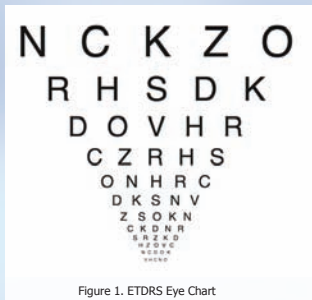 N C K Z O
R H S D K
D O V H R
C Z R H S
O N H R C
D K S N V
Z S O K N
C K D N R
S R Z K D
H Z O V C
Figure 1. ETDRS Eye Chart